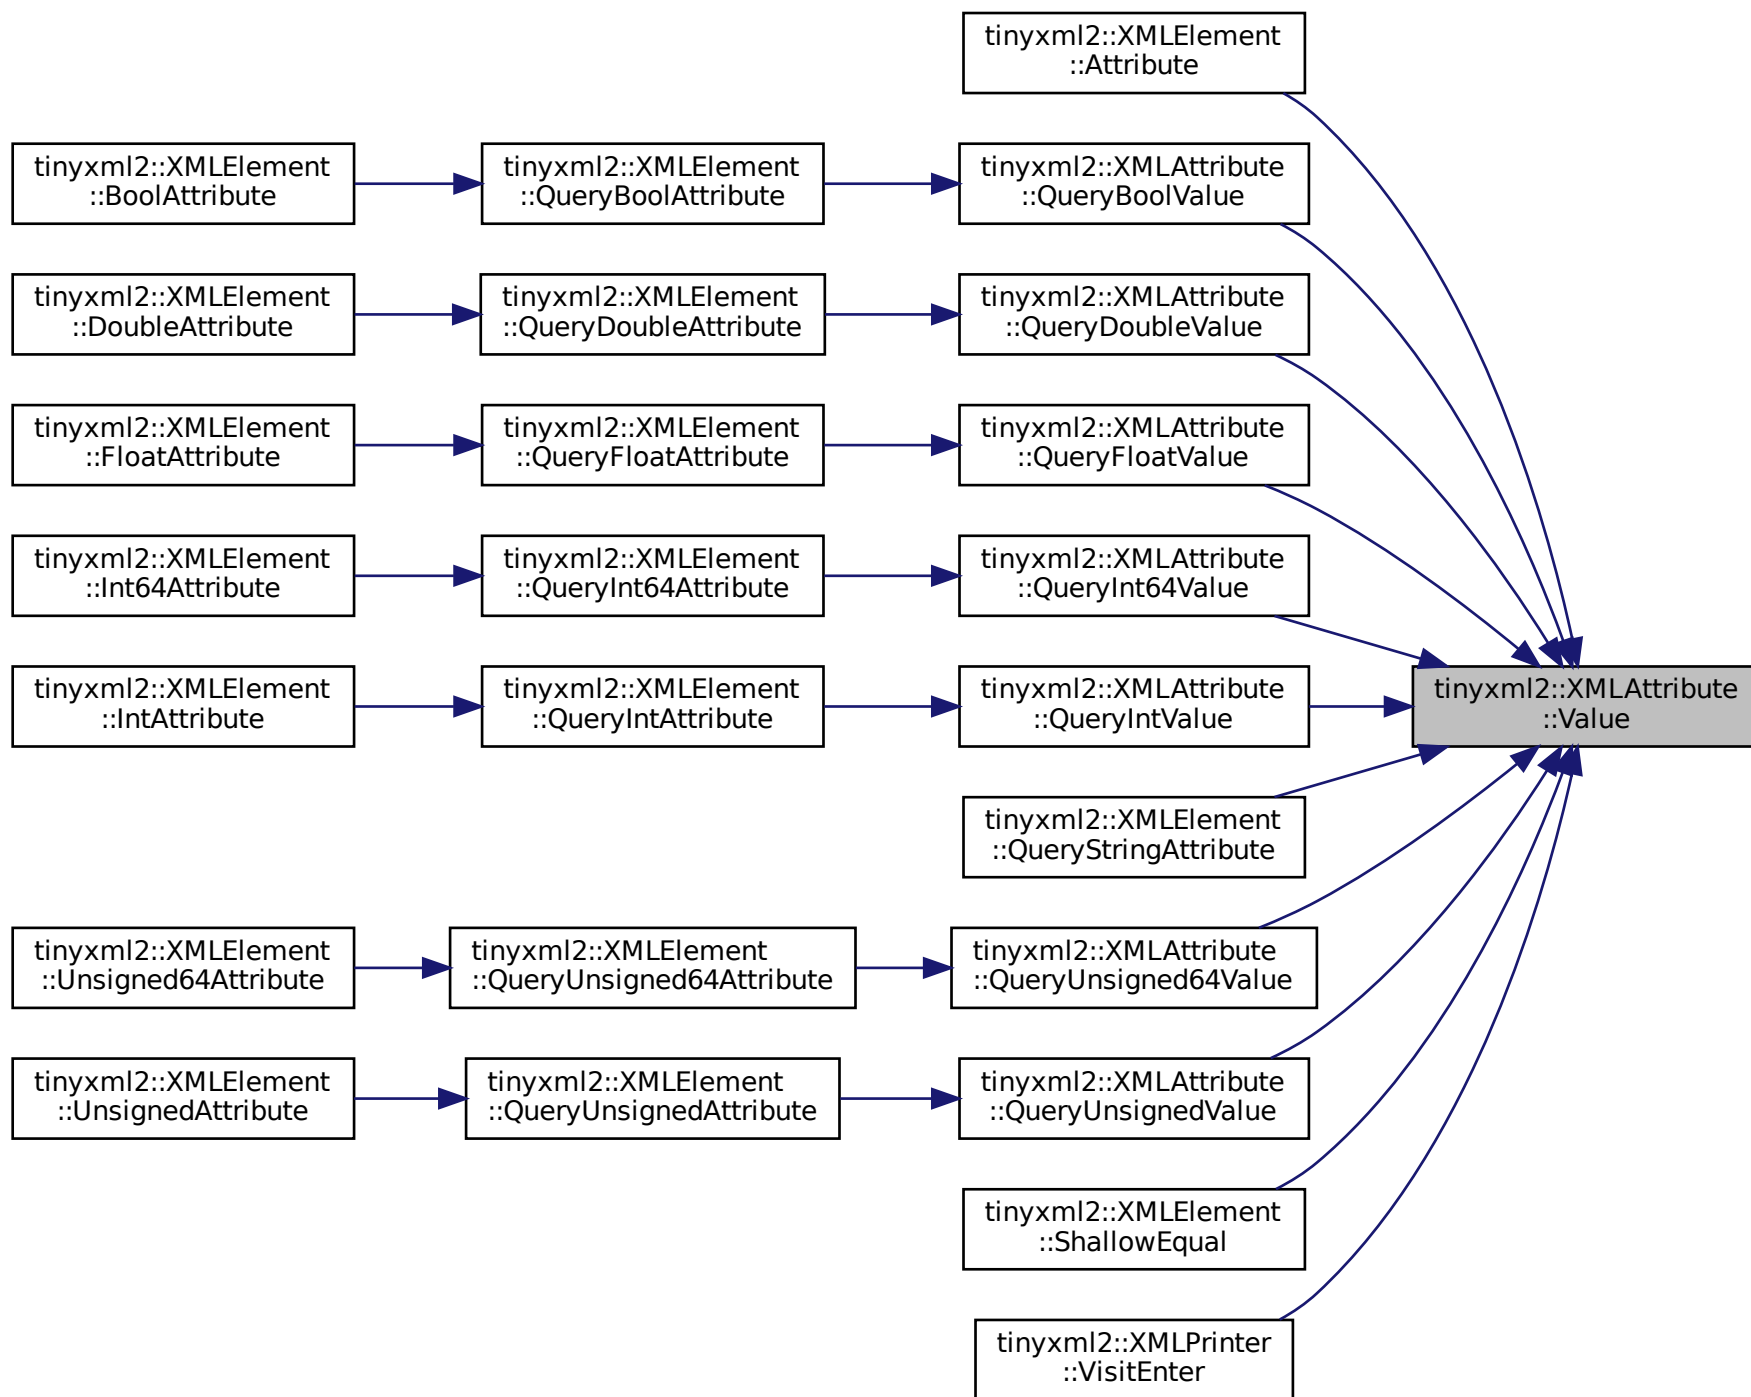 tinyxml2::XMLElement
::Attribute
tinyxml2::XMLElement
::BoolAttribute
tinyxml2::XMLElement
::QueryBoolAttribute
tinyxml2::XMLAttribute
::QueryBoolValue
tinyxml2::XMLElement
::DoubleAttribute
tinyxml2::XMLElement
::QueryDoubleAttribute
tinyxml2::XMLAttribute
::QueryDoubleValue
tinyxml2::XMLElement
::FloatAttribute
tinyxml2::XMLElement
::QueryFloatAttribute
tinyxml2::XMLAttribute
::QueryFloatValue
tinyxml2::XMLElement
::Int64Attribute
tinyxml2::XMLElement
::QueryInt64Attribute
tinyxml2::XMLAttribute
::QueryInt64Value
tinyxml2::XMLElement
::IntAttribute
tinyxml2::XMLElement
::QueryIntAttribute
tinyxml2::XMLAttribute
::QueryIntValue
tinyxml2::XMLAttribute
::Value
tinyxml2::XMLElement
::QueryStringAttribute
tinyxml2::XMLElement
::Unsigned64Attribute
tinyxml2::XMLElement
::QueryUnsigned64Attribute
tinyxml2::XMLAttribute
::QueryUnsigned64Value
tinyxml2::XMLElement
::UnsignedAttribute
tinyxml2::XMLElement
::QueryUnsignedAttribute
tinyxml2::XMLAttribute
::QueryUnsignedValue
tinyxml2::XMLElement
::ShallowEqual
tinyxml2::XMLPrinter
::VisitEnter